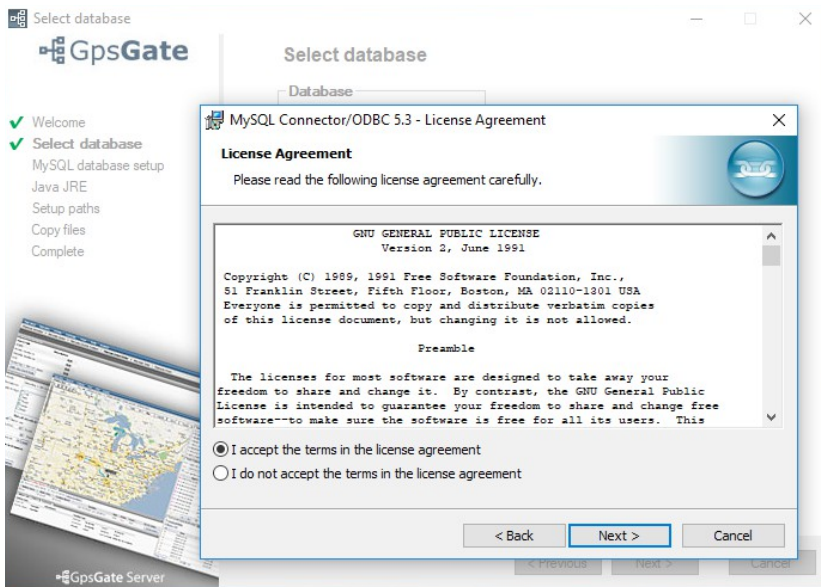 Select database
GpsGate
Select database
Database
Welcome
Select database
MySQL database setup
Java JRE
Setup paths
Copy files
Complete
MySQL Connector/ODBC 5.3 - License Agreement
License Agreement
Please read the following license agreement carefully.
GNU GENERAL PUBLIC LICENSE
Version 2, June 1991
Copyright (C) 1989, 1991 Free Software Foundation, Inc.,
51 Franklin Street, Fifth Floor, Boston, MA 02110-1301 USA
Everyone is permitted to copy and distribute verbatim copies
of this license document, but changing it is not allowed.
Preamble
The licenses for most software are designed to take away your
freedom to share and change it. By contrast, the GNU General Public
License is intended to guarantee your freedom to share and change free
software--to make sure the software is free for all its users. This
I accept the terms in the license agreement
I do not accept the terms in the license agreement
< Back Next > Cancel
< Previous Next > Cancel
GpsGate Server